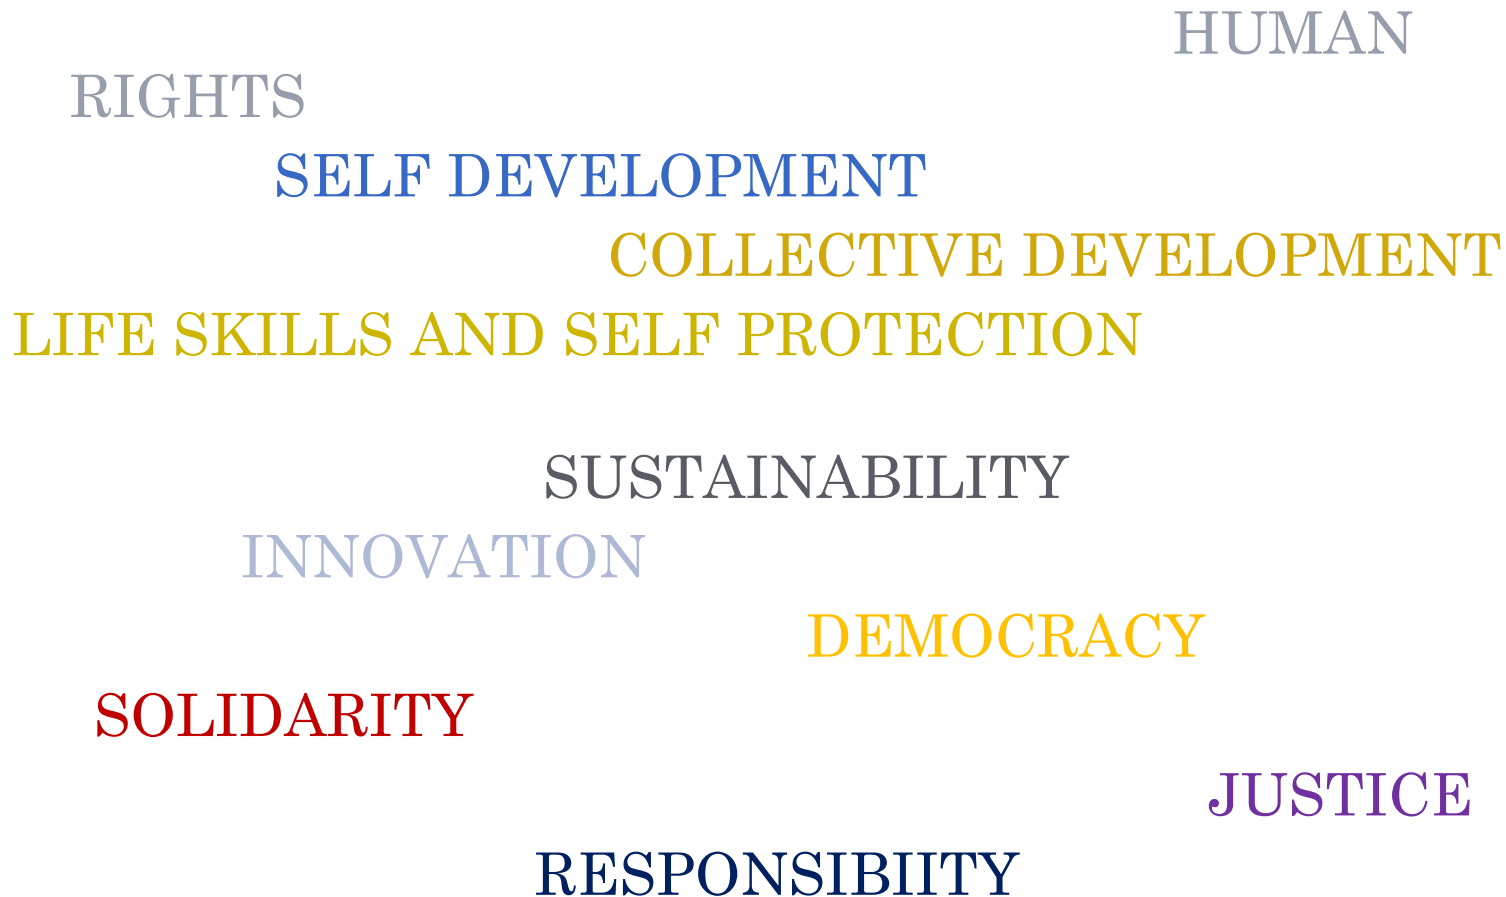 HUMAN
RIGHTS
SELF DEVELOPMENT
COLLECTIVE DEVELOPMENT
LIFE SKILLS AND SELF PROTECTION
SUSTAINABILITY
INNOVATION
DEMOCRACY
SOLIDARITY
JUSTICE
RESPONSIBIITY